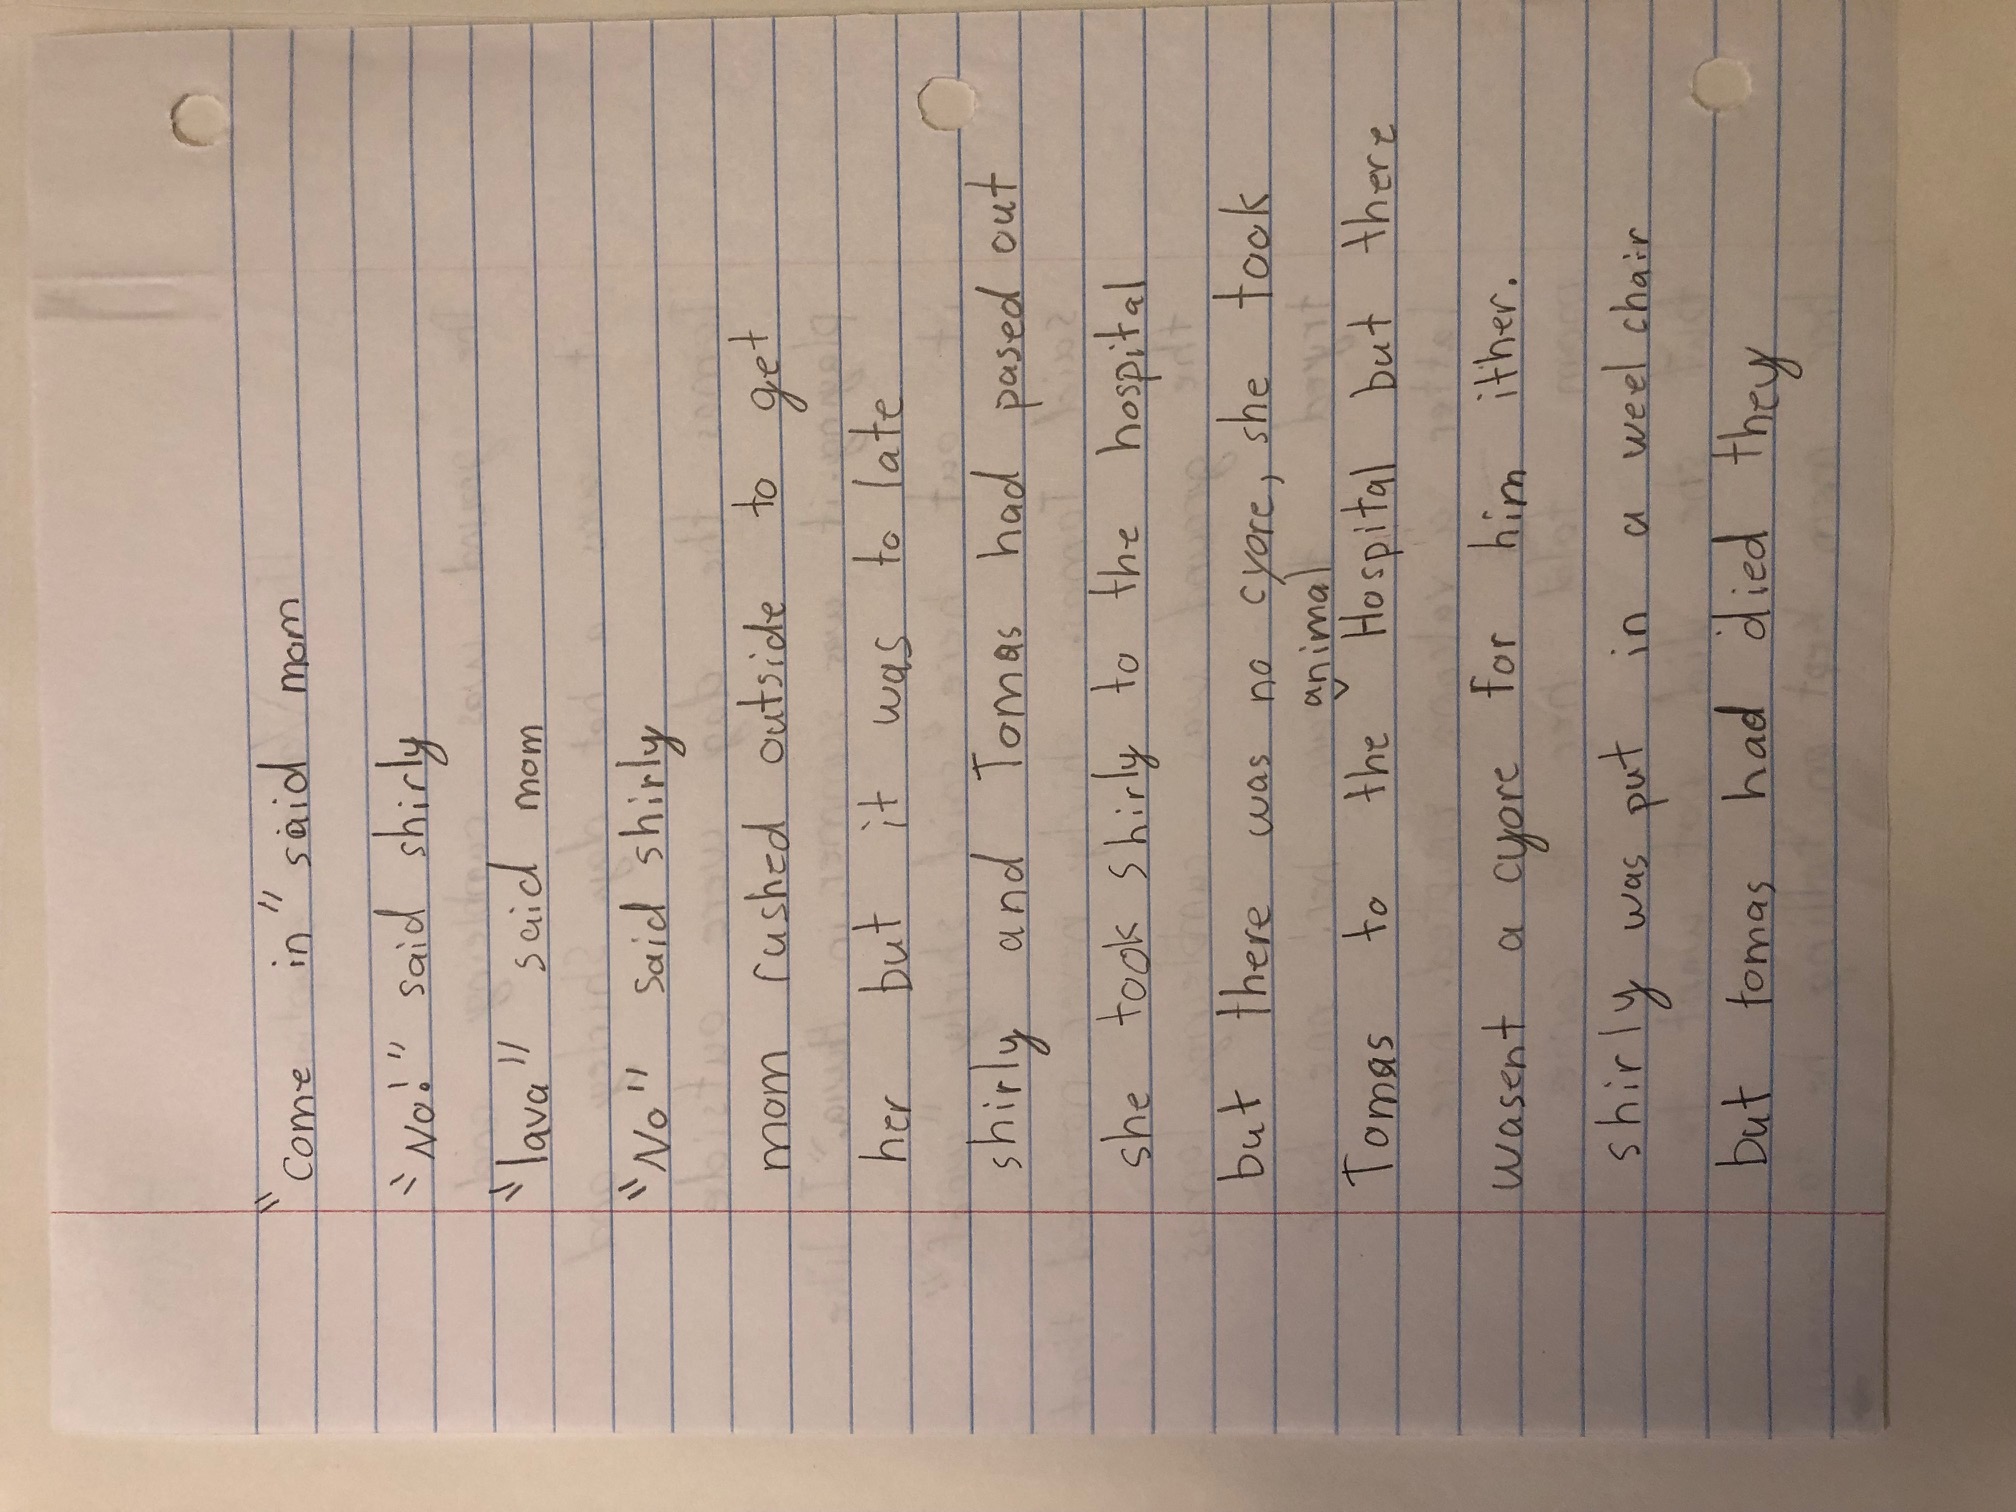 "come in" said mom
"No!" said shirly
"lava" said mom
"No" said shirly
mom rushed outside to get
her but it was to late
shirly and Tomas had pased out
she took shirly to the hospital
but there was no cyore, she took
animal
Tomas to the ˅ Hospital but there
wasent a cyore for him ither.
shirly was put in a weel chair
but tomas had died they